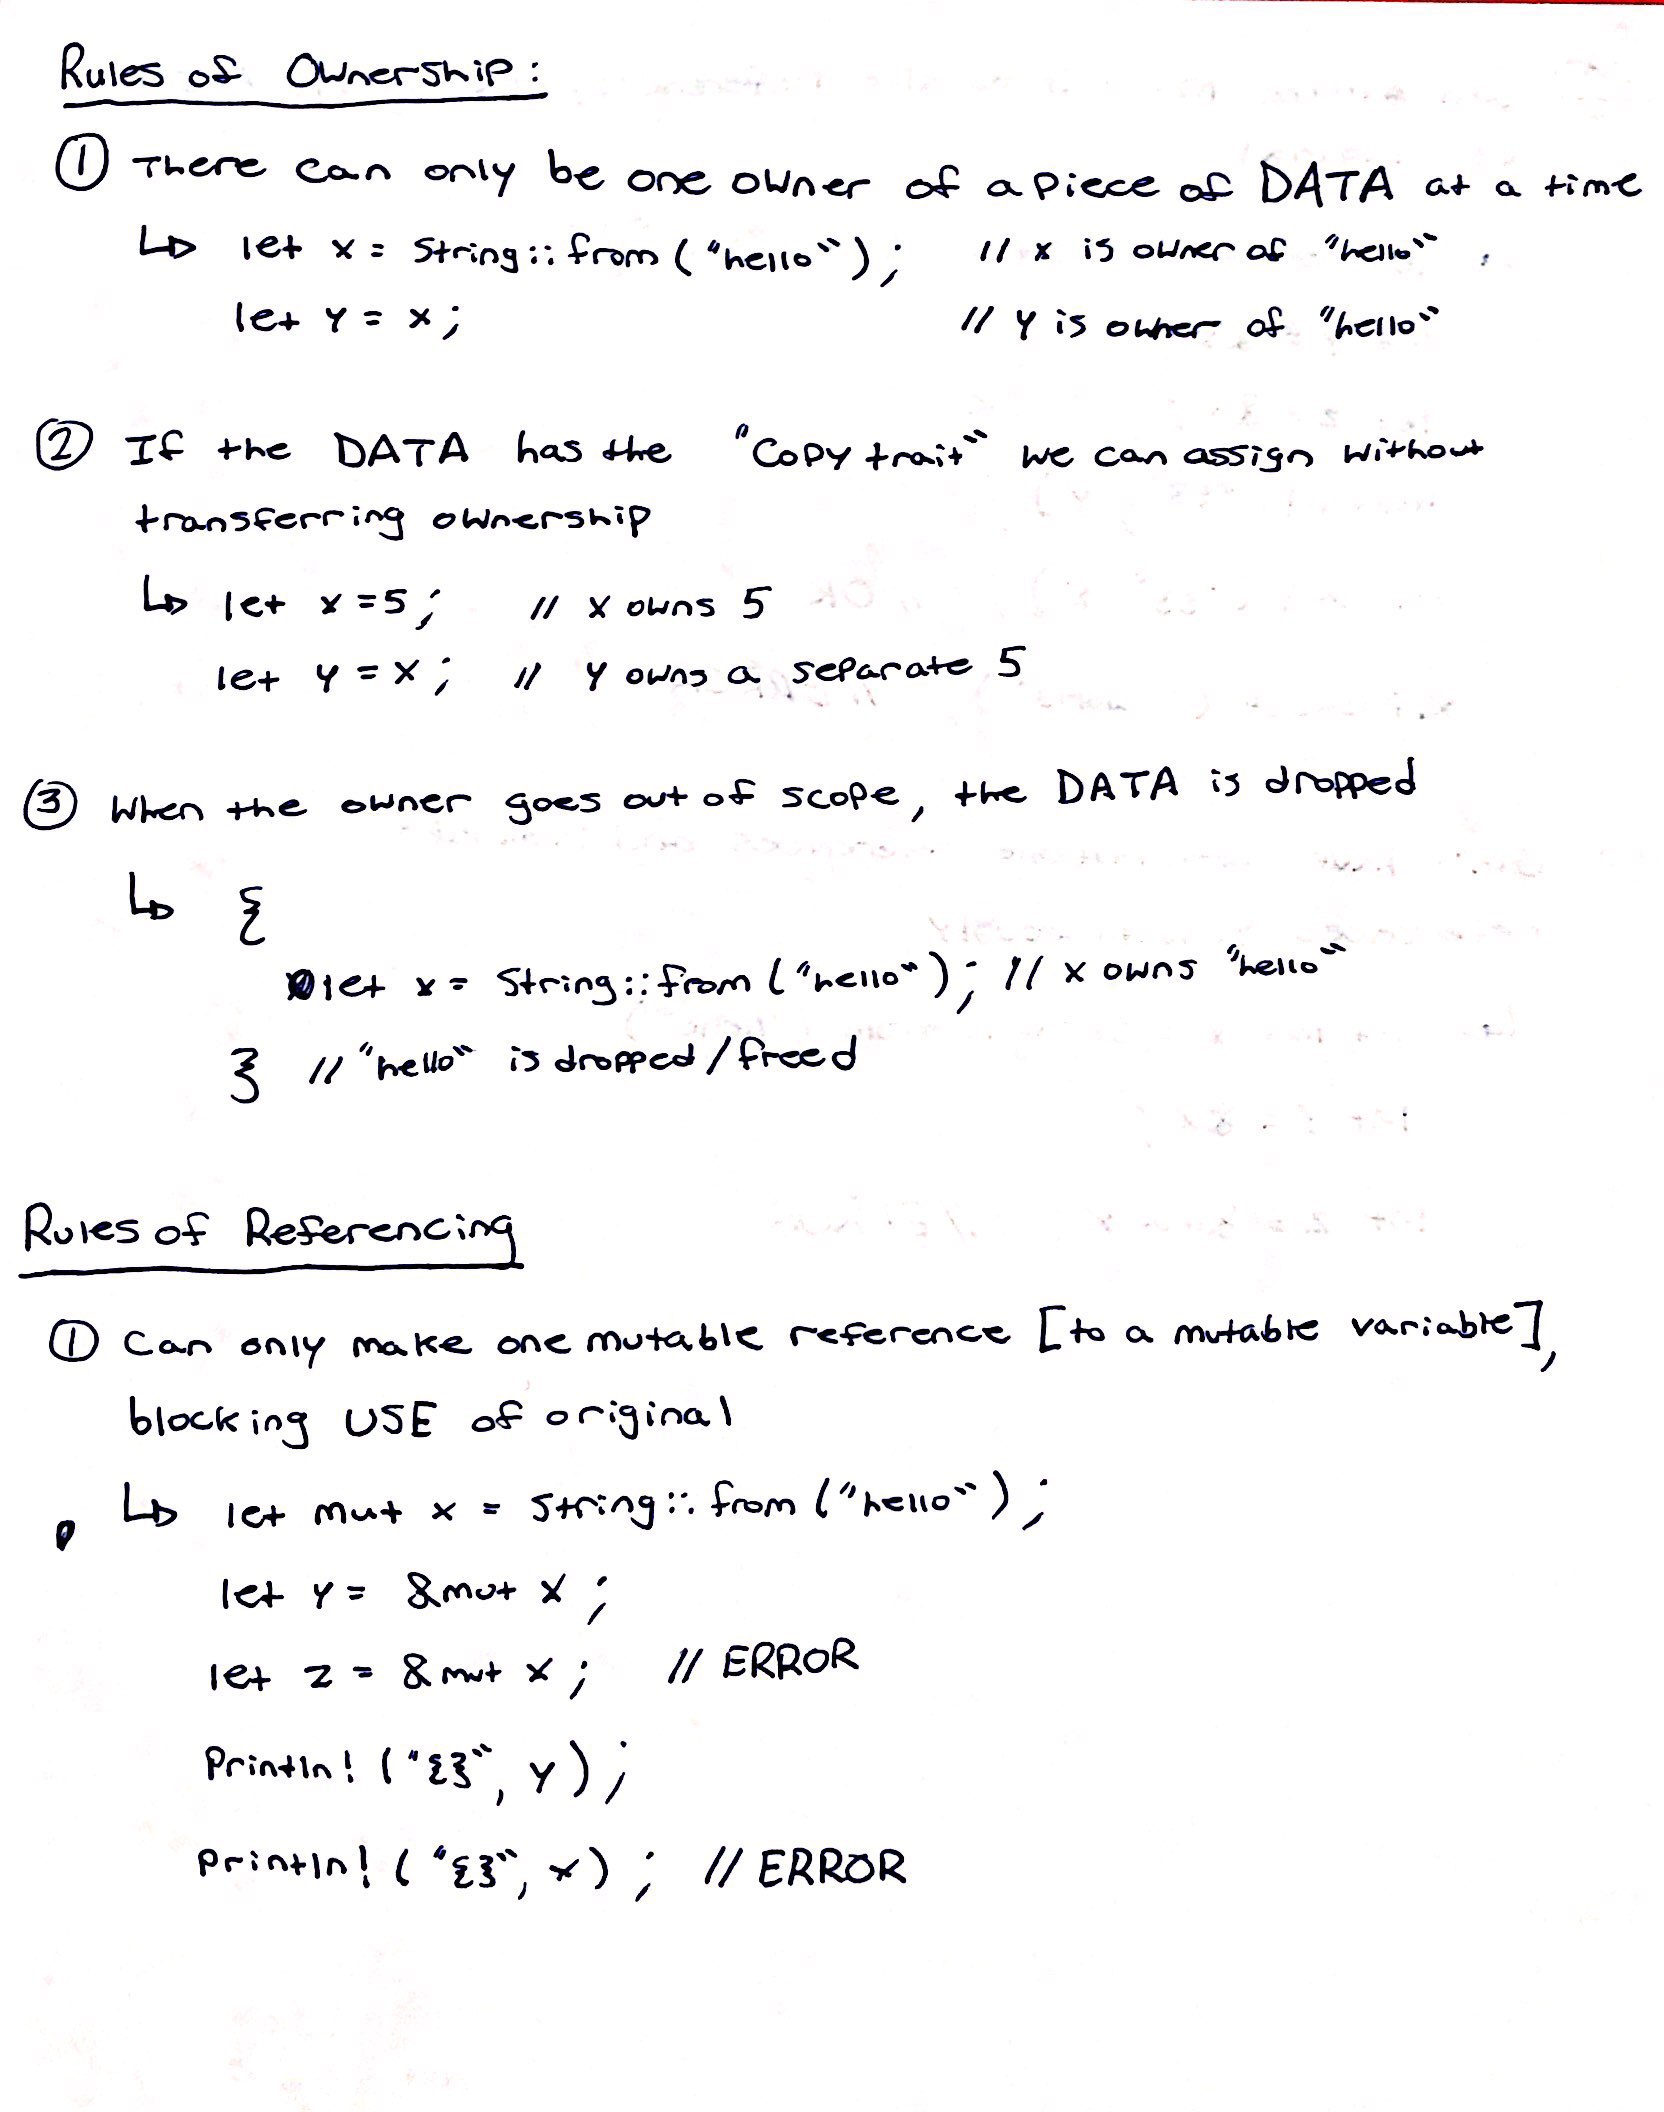 Rules of Ownership:
① There can only be one owner of a piece of DATA at a time
↳ let x = String::from("hello"); // x is owner of "hello"
let y = x; // y is owner of "hello"
② If the DATA has the "Copy trait" we can assign without
transferring ownership
↳ let x = 5; // x owns 5
let y = x; // y owns a separate 5
③ When the owner goes out of scope, the DATA is dropped
↳ {
let x = String::from("hello"); // x owns "hello"
} // "hello" is dropped/freed
Rules of Referencing
① Can only make one mutable reference [to a mutable variable],
blocking USE of original
↳ let mut x = String::from("hello");
let y = &mut x;
let z = &mut x; // ERROR
Println!("{}", y);
Println!("{}", x); // ERROR